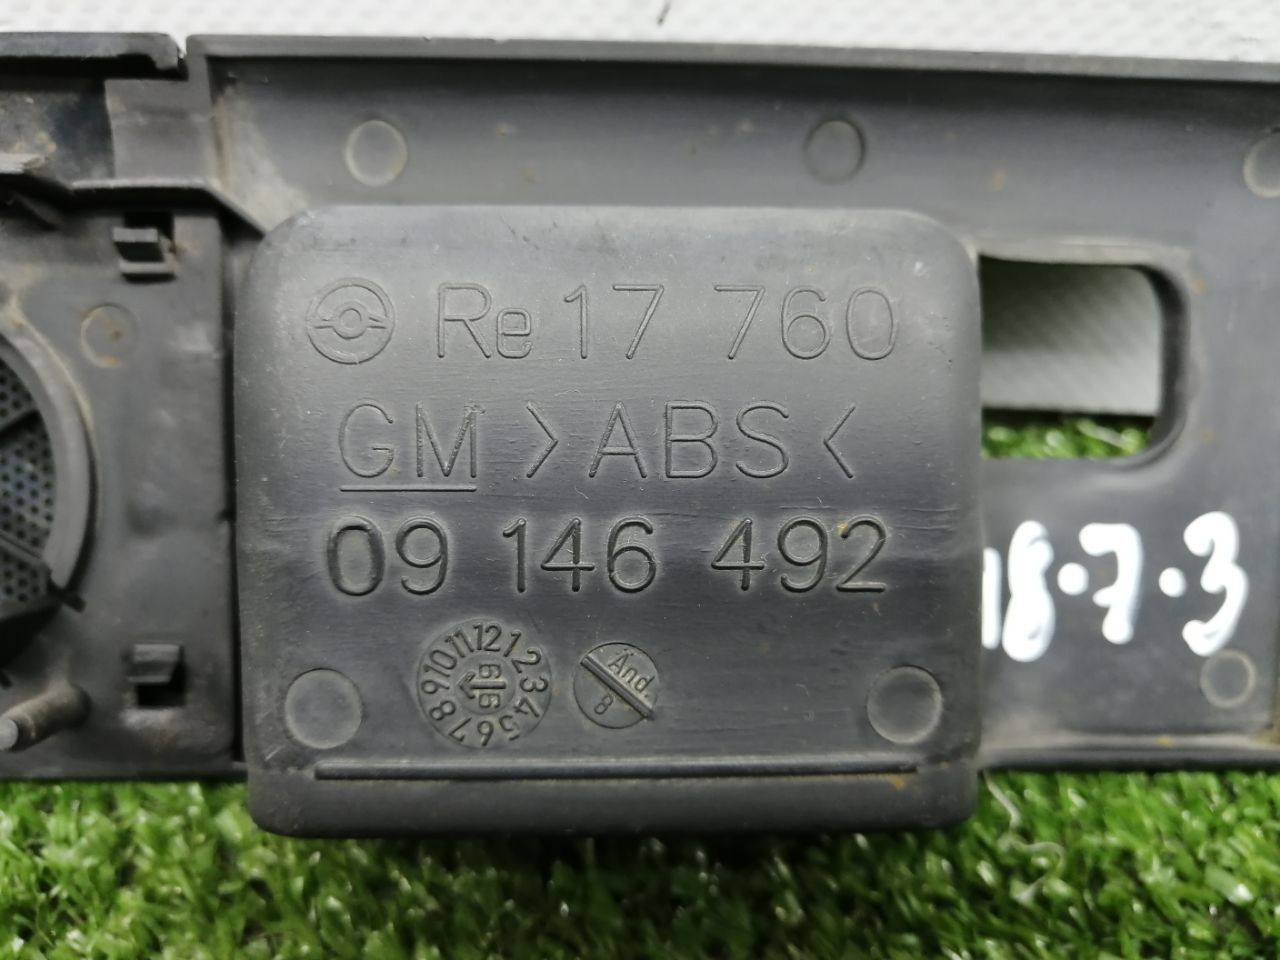 Re 17 760
GM >ABS<
09 146 492
18.7.3
1 2 3 4 5 6 7 8 9 10 11 12
Änd.
8